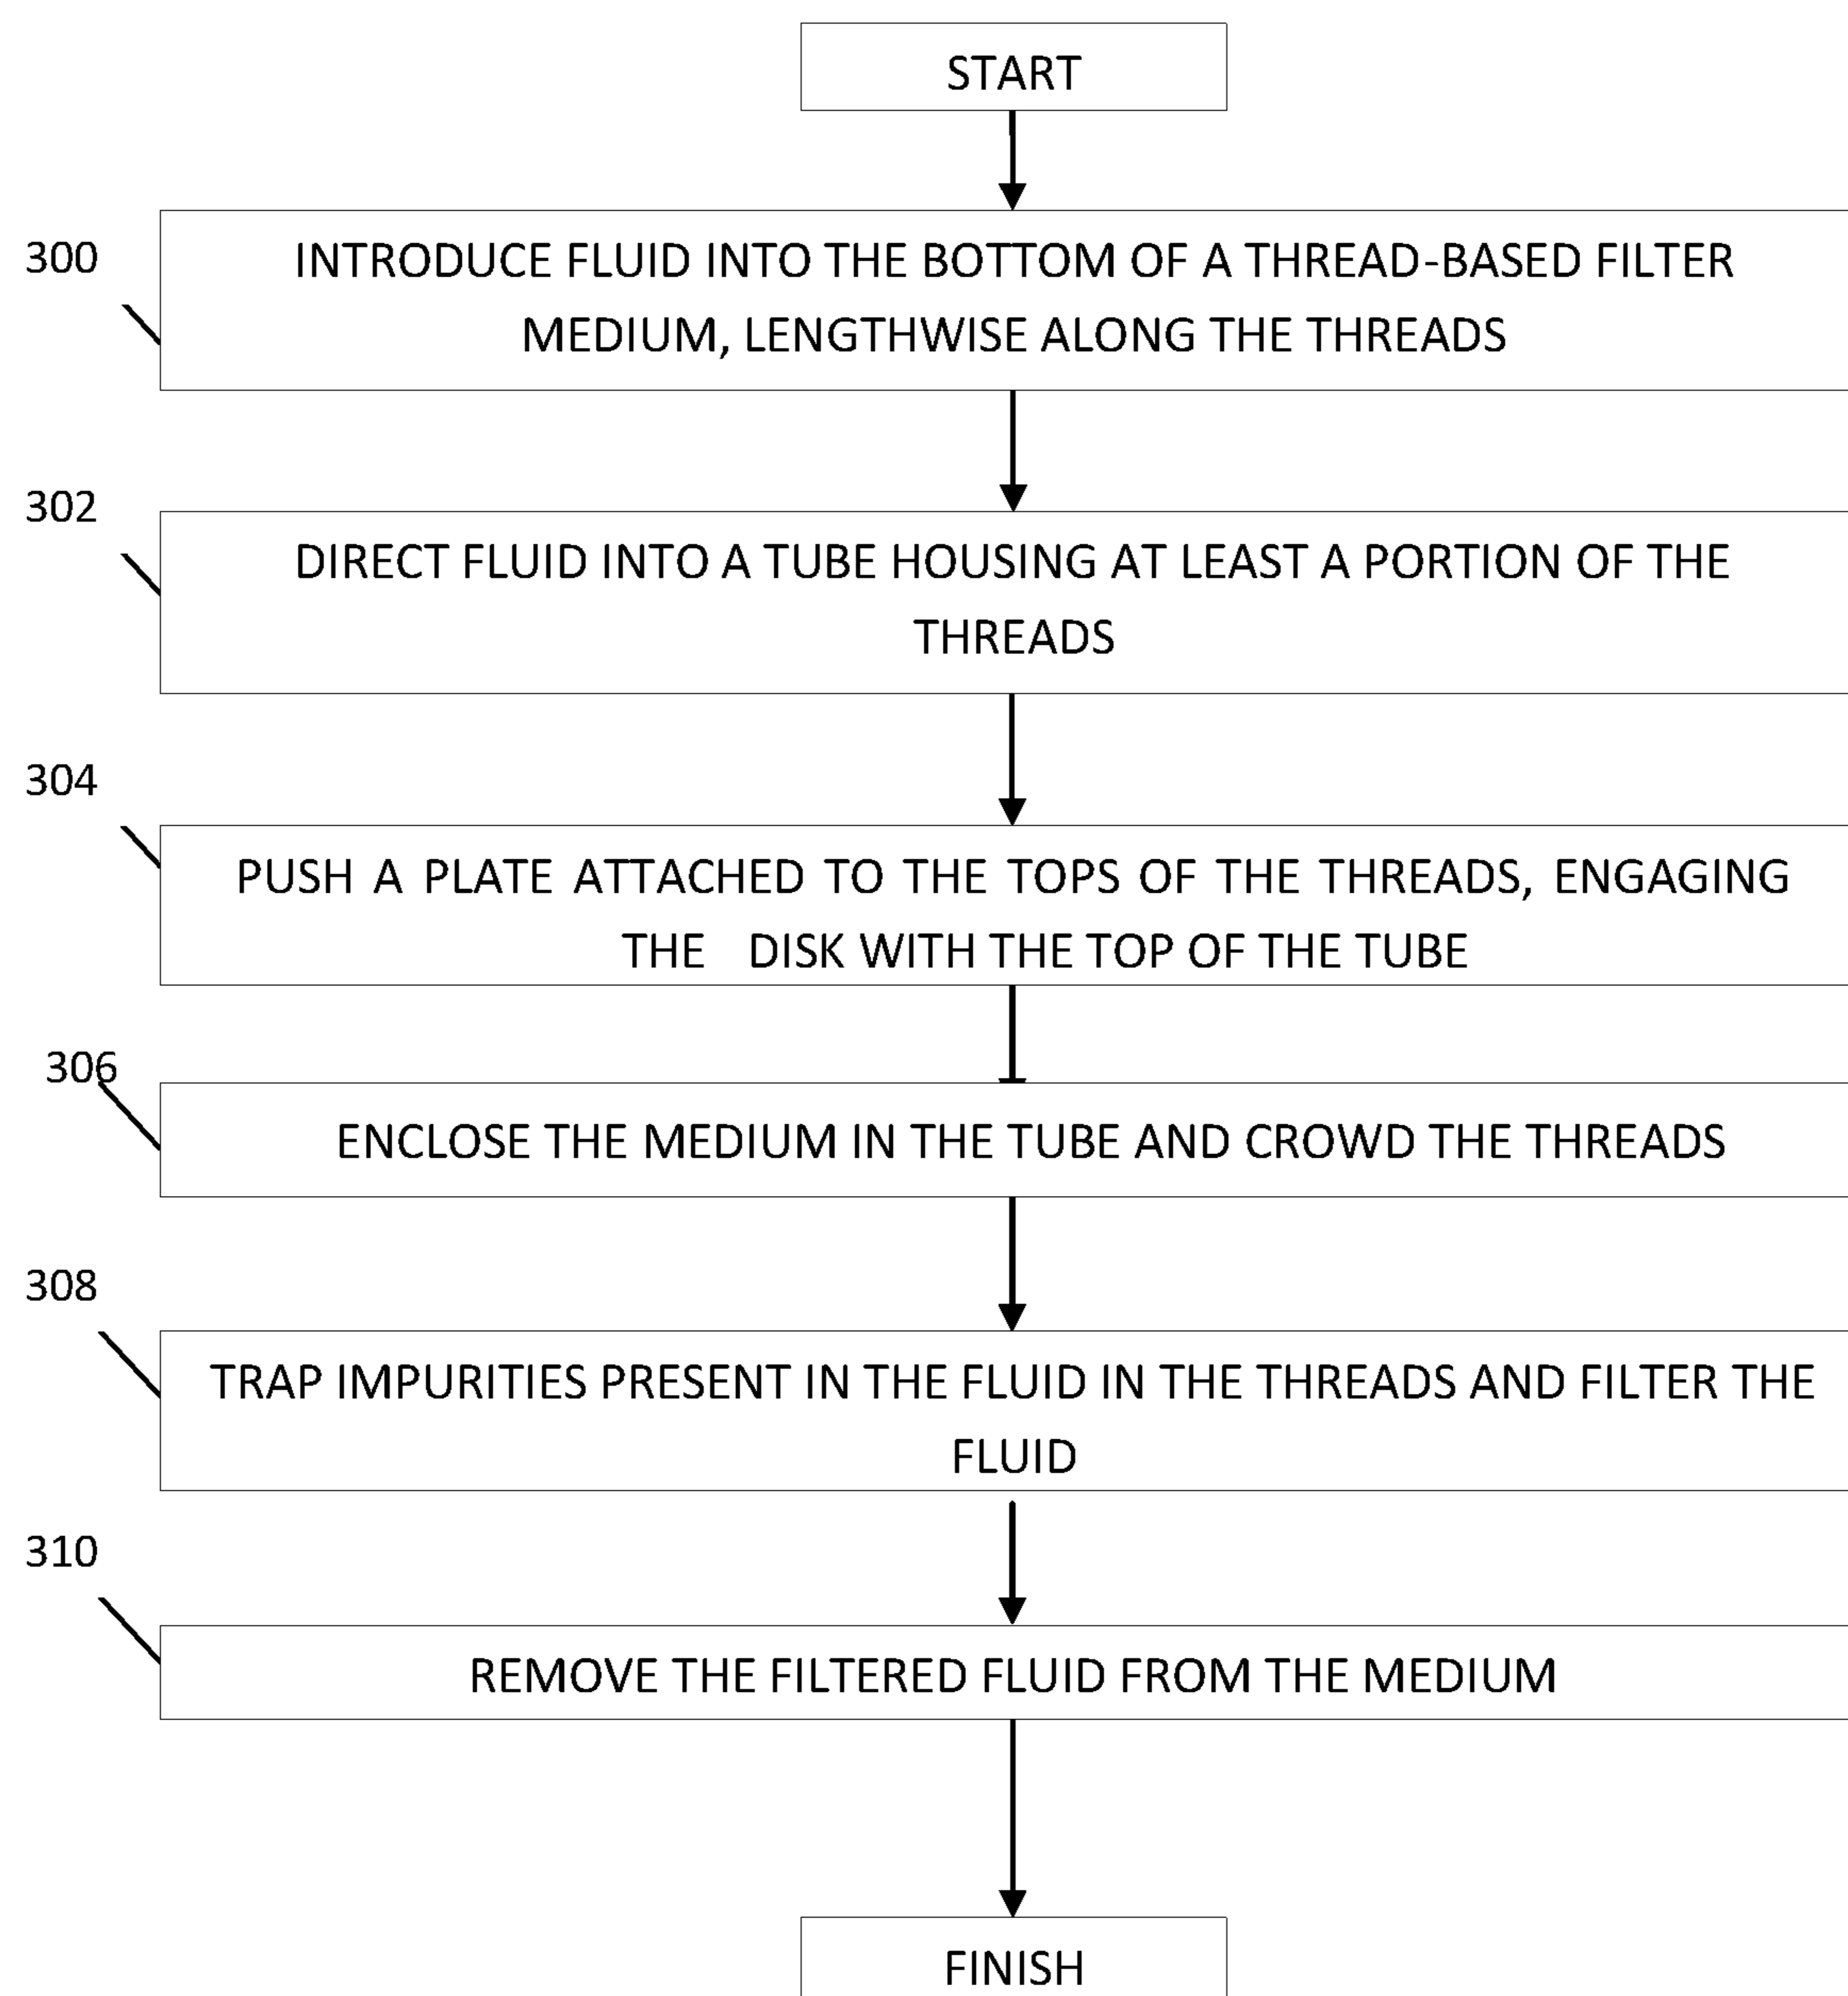 START
300
INTRODUCE FLUID INTO THE BOTTOM OF A THREAD-BASED FILTER
MEDIUM, LENGTHWISE ALONG THE THREADS
302
DIRECT FLUID INTO A TUBE HOUSING AT LEAST A PORTION OF THE
THREADS
304
PUSH A PLATE ATTACHED TO THE TOPS OF THE THREADS, ENGAGING
THE DISK WITH THE TOP OF THE TUBE
306
ENCLOSE THE MEDIUM IN THE TUBE AND CROWD THE THREADS
308
TRAP IMPURITIES PRESENT IN THE FLUID IN THE THREADS AND FILTER THE
FLUID
310
REMOVE THE FILTERED FLUID FROM THE MEDIUM
FINISH